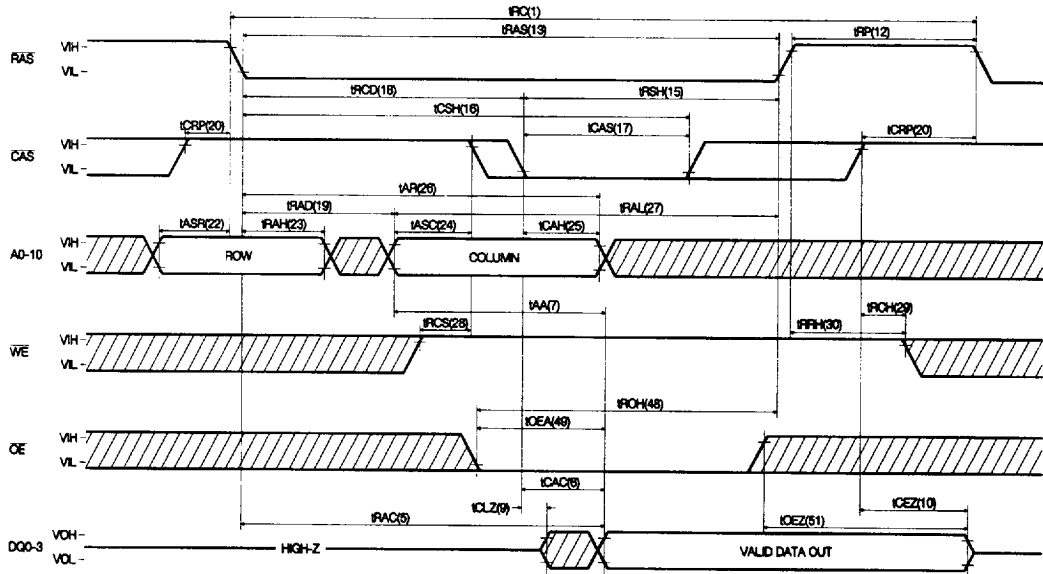 tRC(1)
tRAS(13)
tRP(12)
RAS
VIH
VIL
tRCD(18)
tRSH(15)
tCSH(16)
tCRP(20)
tCAS(17)
tCRP(20)
CAS
VIH
VIL
tAR(26)
tRAD(19)
tRAL(27)
tASR(22)
tRAH(23)
tASC(24)
tCAH(25)
A0-10
VIH
VIL
ROW
COLUMN
tAA(7)
tRCS(28)
tRCH(29)
tRRH(30)
WE
VIH
VIL
tROH(48)
tOEA(49)
OE
VIH
VIL
tCAC(6)
tCLZ(9)
tCEZ(10)
tRAC(5)
tOEZ(51)
DQ0-3
VOH
VOL
HIGH-Z
VALID DATA OUT